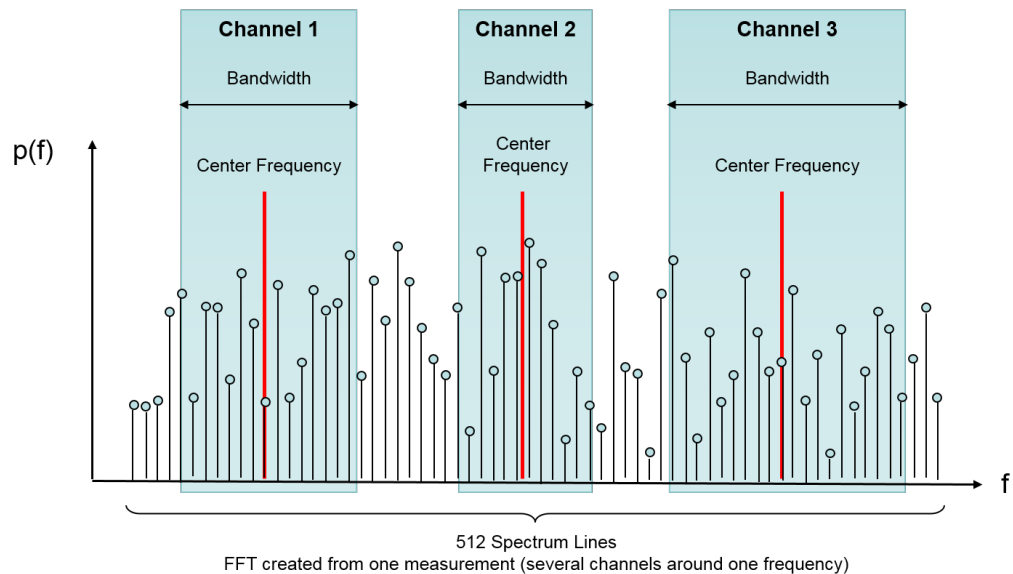 Channel 1
Channel 2
Channel 3
Bandwidth
Bandwidth
Bandwidth
p(f)
Center Frequency
Center
Frequency
Center Frequency
f
512 Spectrum Lines
FFT created from one measurement (several channels around one frequency)